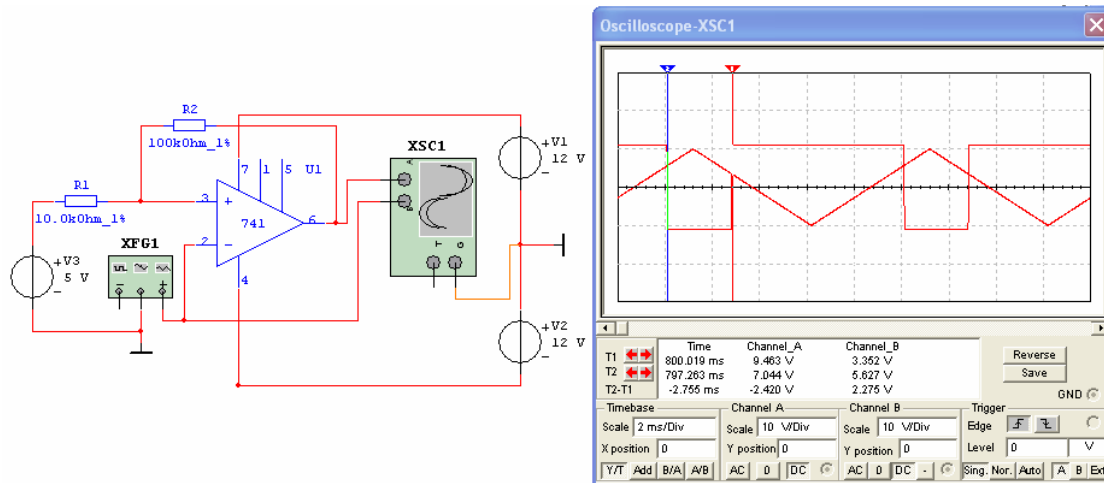 R2
100kOhm_1%
R1
10.0kOhm_1%
+
V3
5 V
-
XFG1
3
2
+
-
741
7
1
5
U1
6
4
XSC1
A
B
T
G
+
V1
12 V
-
+
V2
12 V
-
Oscilloscope-XSC1
2
1
Time Channel_A Channel_B
T1 800.019 ms 9.463 V 3.352 V
T2 797.263 ms 7.044 V 5.627 V
T2-T1 -2.755 ms -2.420 V 2.275 V
Reverse
Save
GND
Timebase
Scale 2 ms/Div
X position 0
Y/T Add B/A A/B
Channel A
Scale 10 V/Div
Y position 0
AC 0 DC
Channel B
Scale 10 V/Div
Y position 0
AC 0 DC -
Trigger
Edge
Level 0 V
Sing. Nor. Auto A B Ext